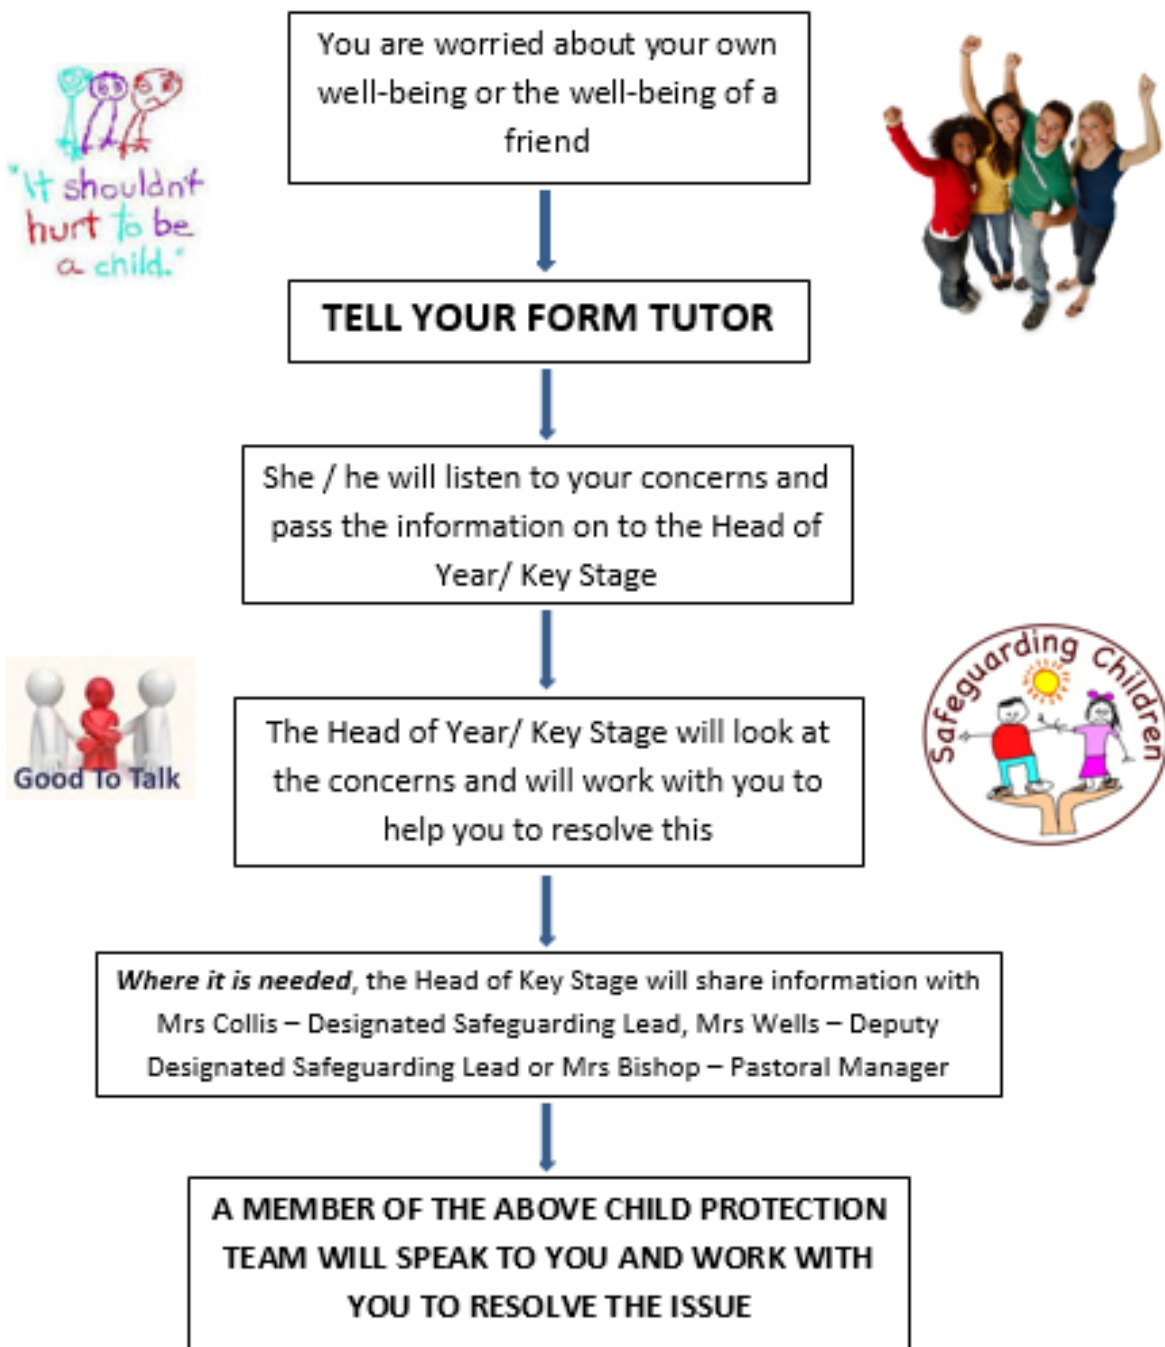 You are worried about your own
well-being or the well-being of a
friend
"It shouldn't
hurt to be
a child."
TELL YOUR FORM TUTOR
She / he will listen to your concerns and
pass the information on to the Head of
Year/ Key Stage
Good To Talk
The Head of Year/ Key Stage will look at
the concerns and will work with you to
help you to resolve this
Safeguarding Children
Where it is needed, the Head of Key Stage will share information with
Mrs Collis – Designated Safeguarding Lead, Mrs Wells – Deputy
Designated Safeguarding Lead or Mrs Bishop – Pastoral Manager
A MEMBER OF THE ABOVE CHILD PROTECTION
TEAM WILL SPEAK TO YOU AND WORK WITH
YOU TO RESOLVE THE ISSUE